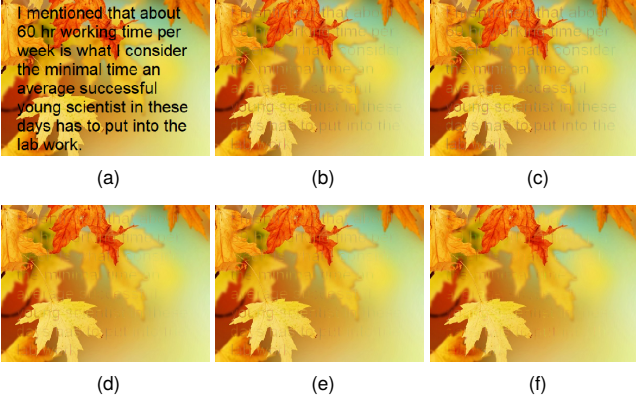 I mentioned that about
60 hr working time per
week is what I consider
the minimal time an
average successful
young scientist in these
days has to put into the
lab work.
(a)
(b)
(c)
(d)
(e)
(f)